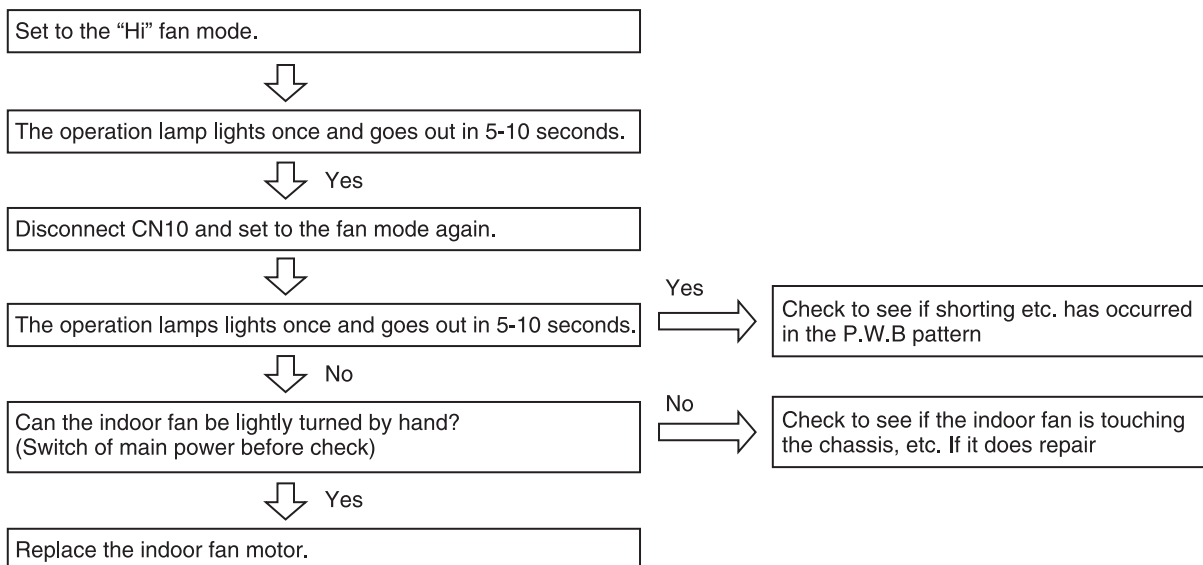 Set to the “Hi” fan mode.
The operation lamp lights once and goes out in 5-10 seconds.
Yes
Disconnect CN10 and set to the fan mode again.
The operation lamps lights once and goes out in 5-10 seconds.
Yes
Check to see if shorting etc. has occurred
in the P.W.B pattern
No
Can the indoor fan be lightly turned by hand?
(Switch of main power before check)
No
Check to see if the indoor fan is touching
the chassis, etc. If it does repair
Yes
Replace the indoor fan motor.